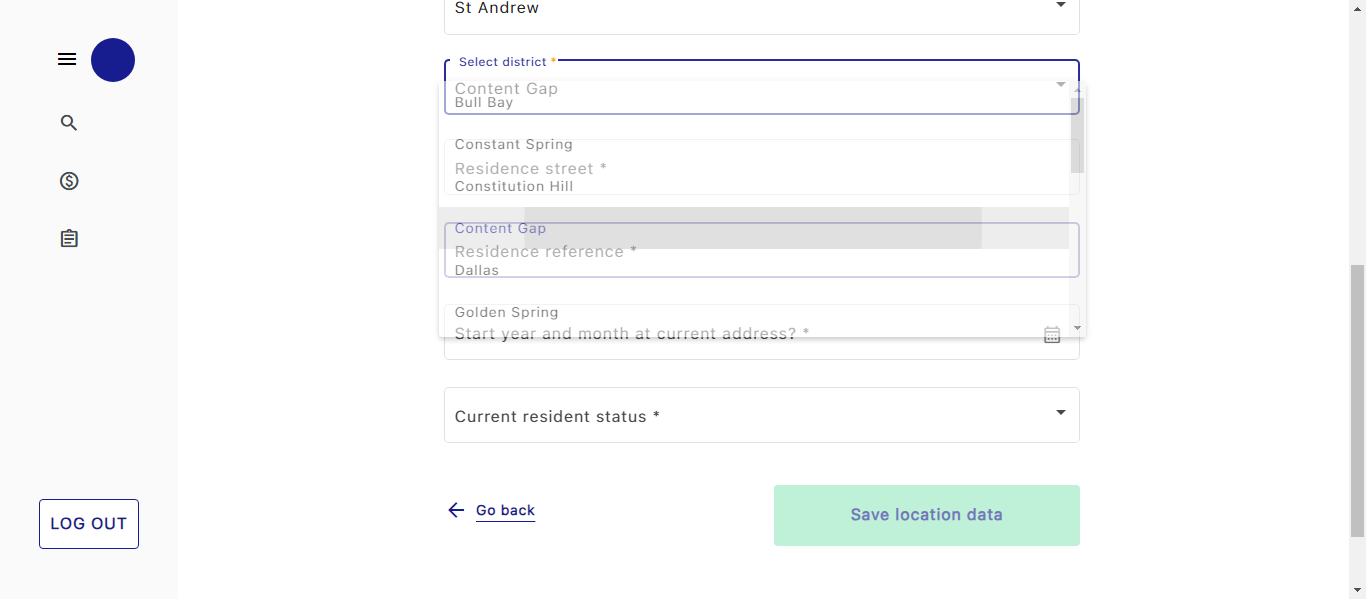 St Andrew
Select district *
Content Gap
Bull Bay
Constant Spring
Residence street *
Constitution Hill
Content Gap
Residence reference *
Dallas
Golden Spring
Start year and month at current address? *
Current resident status *
LOG OUT
Go back
Save location data